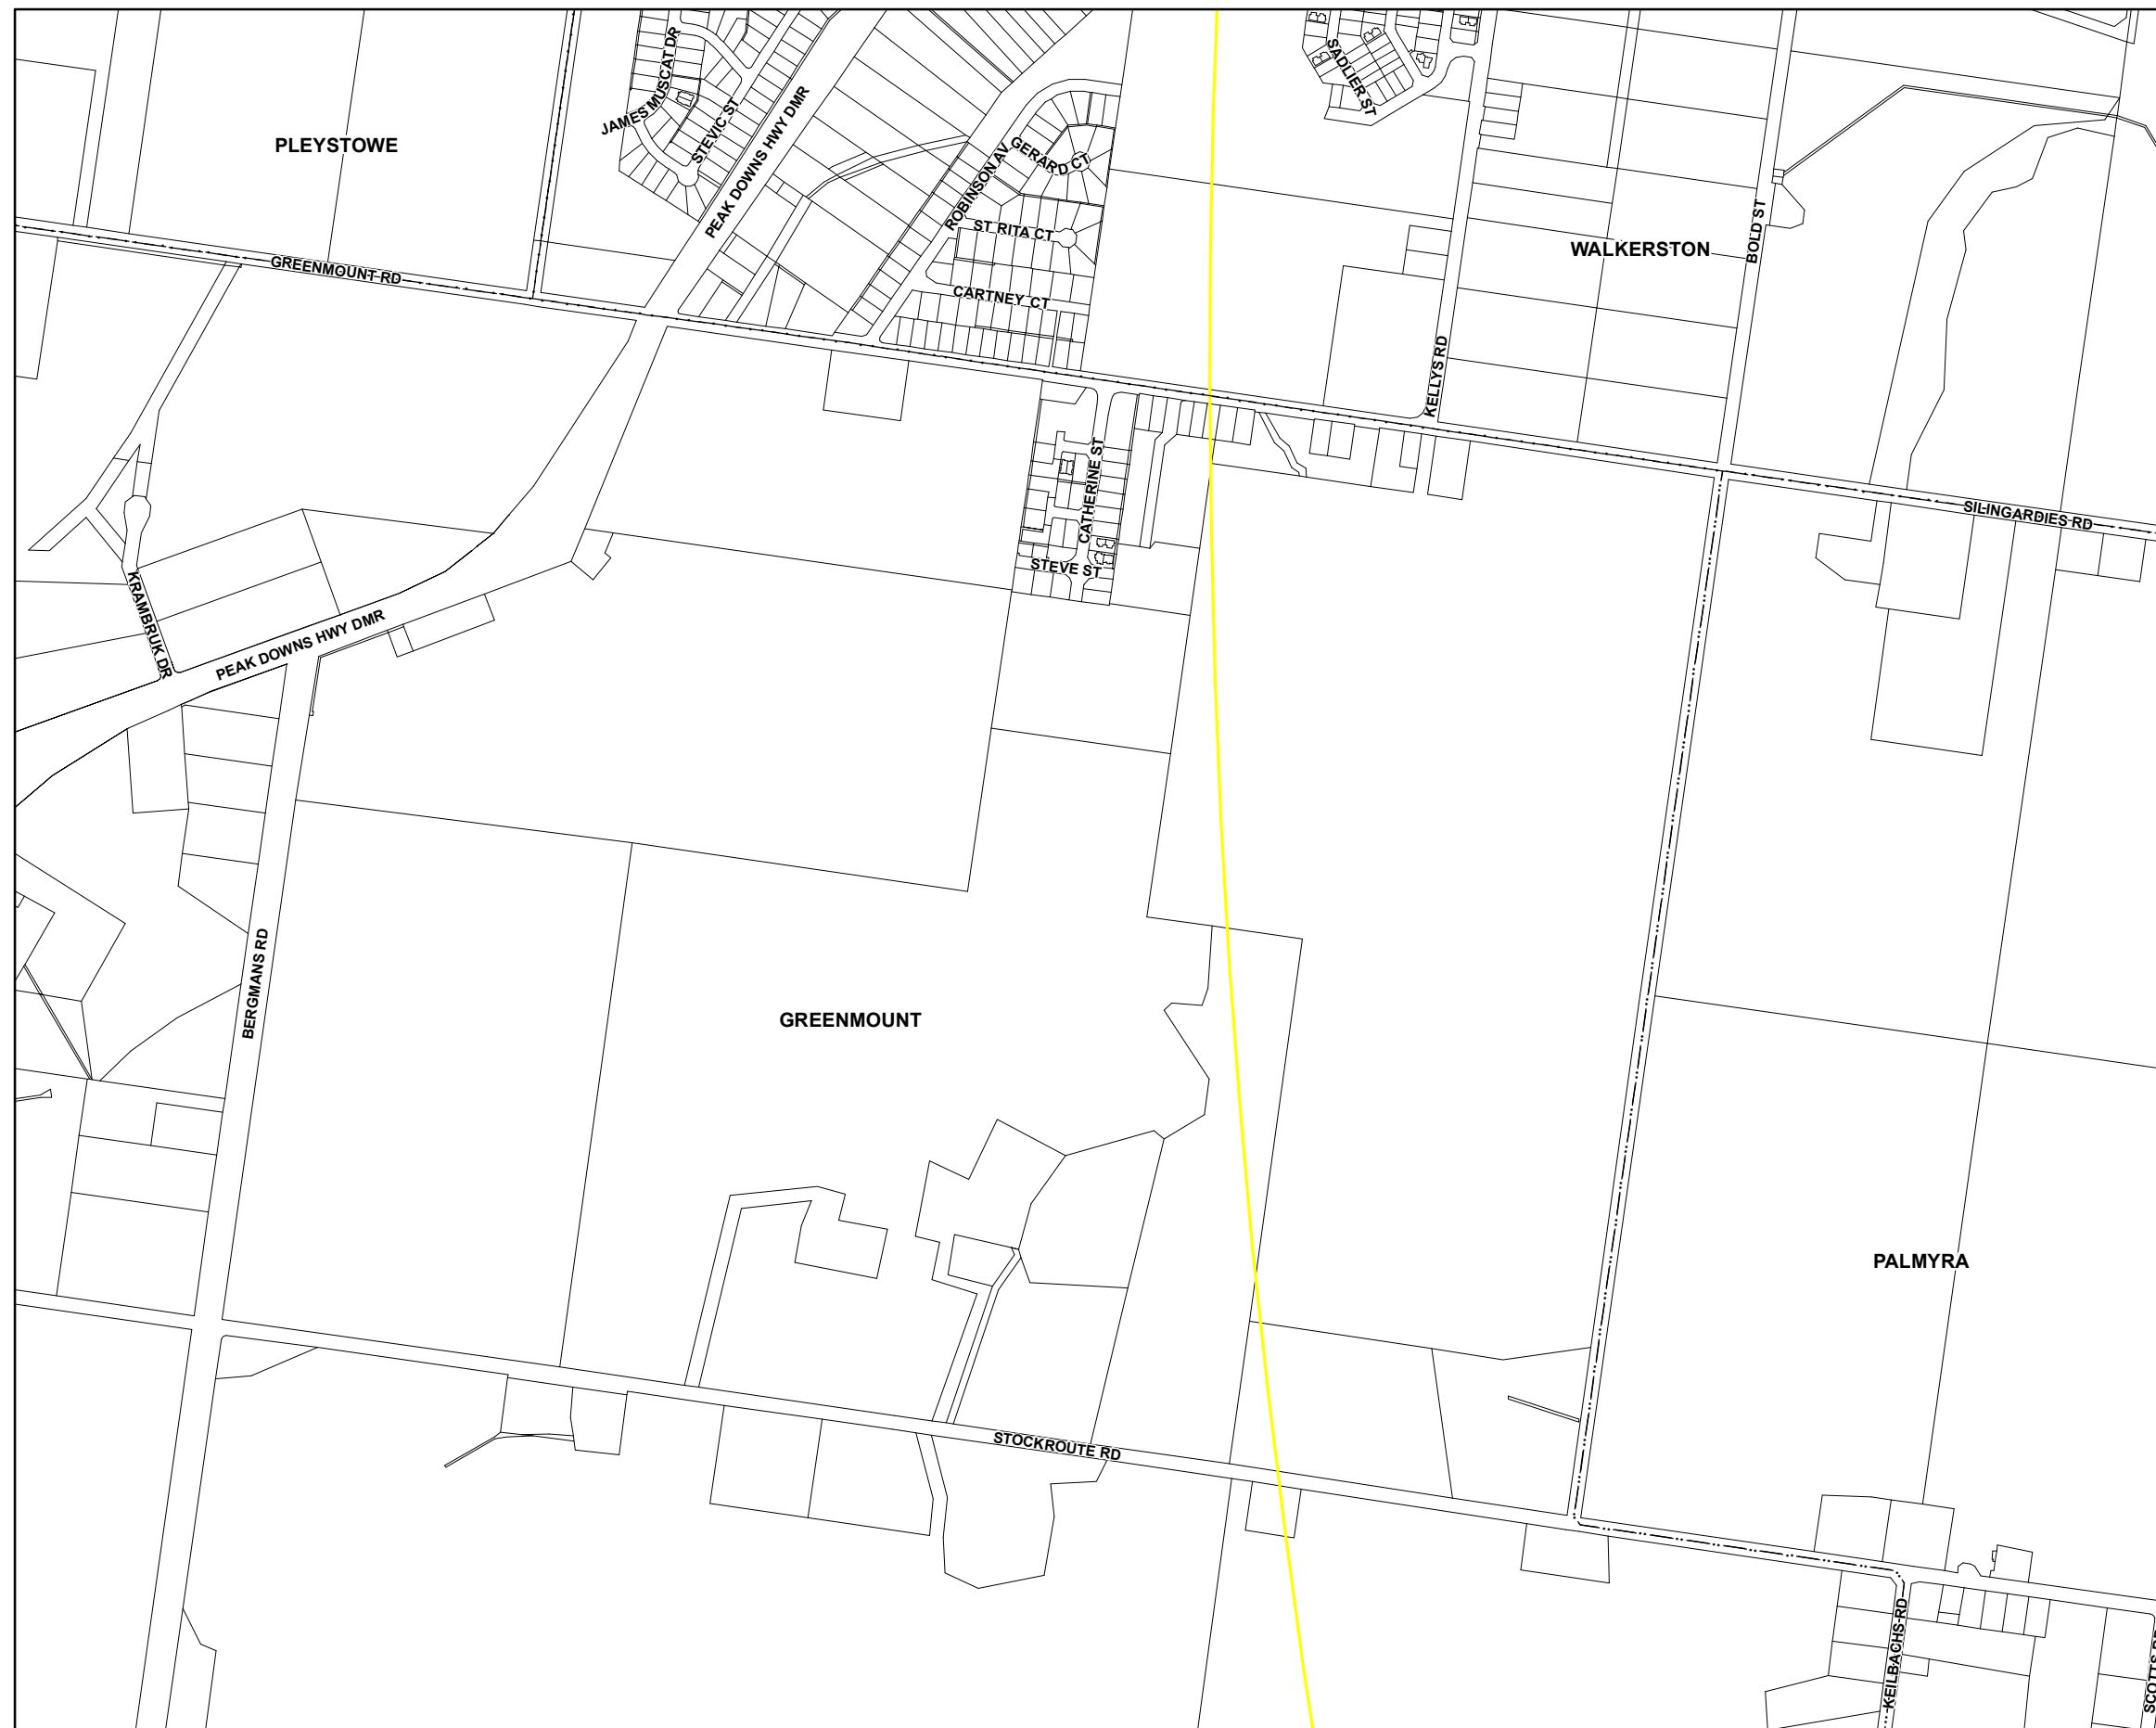 JAMES MUSCAT DR
STEVIC ST
PEAK DOWNS HWY DMR
PLEYSTOWE
GREENMOUNT RD
ROBINSON AV
GERARD CT
ST RITA CT
CARTNEY CT
SADLIER ST
WALKERSTON
BOLD ST
KELLYS RD
CATHERINE ST
STEVE ST
SILINGARDIES RD
KRAMBRUK DR
PEAK DOWNS HWY DMR
BERGMANS RD
GREENMOUNT
PALMYRA
STOCKROUTE RD
KEILBACHS RD
SCOTTS RD